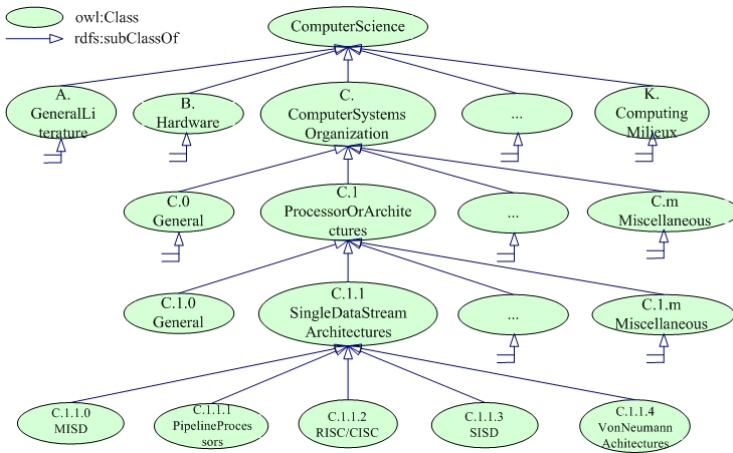 owl:Class
rdfs:subClassOf
ComputerScience
A.
GeneralLi
terature
B.
Hardware
C.
ComputerSystems
Organization
...
K.
Computing
Milieux
C.0
General
C.1
ProcessorOrArchite
ctures
...
C.m
Miscellaneous
C.1.0
General
C.1.1
SingleDataStream
Architectures
...
C.1.m
Miscellaneous
C.1.1.0
MISD
C.1.1.1
PipelineProces
sors
C.1.1.2
RISC/CISC
C.1.1.3
SISD
C.1.1.4
VonNeumann
Achitectures